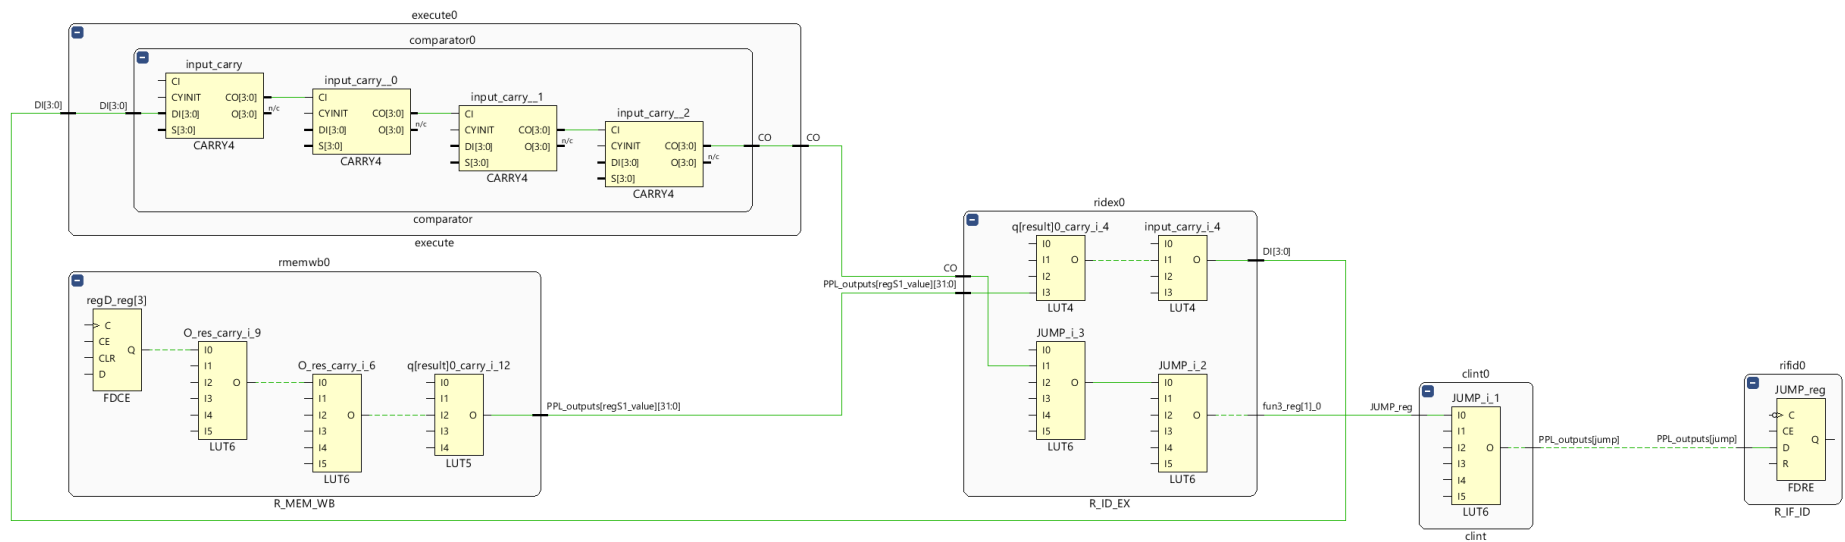 execute0
comparator0
input_carry
CI
CYINIT CO[3:0]
DI[3:0] O[3:0]
S[3:0]
CARRY4
n/c
input_carry__0
CI
CYINIT CO[3:0]
DI[3:0] O[3:0]
S[3:0]
CARRY4
n/c
input_carry__1
CI
CYINIT CO[3:0]
DI[3:0] O[3:0]
S[3:0]
CARRY4
n/c
input_carry__2
CI
CYINIT CO[3:0]
DI[3:0] O[3:0]
S[3:0]
CARRY4
n/c
DI[3:0]
DI[3:0]
CO
CO
comparator
execute
rmemwb0
regD_reg[3]
C
CE
CLR Q
D
FDCE
O_res_carry_i_9
I0
I1
I2 O
I3
I4
I5
LUT6
O_res_carry_i_6
I0
I1
I2 O
I3
I4
I5
LUT6
q[result]0_carry_i_12
I0
I1
I2 O
I3
I4
LUT5
PPL_outputs[regS1_value][31:0]
R_MEM_WB
ridex0
CO
PPL_outputs[regS1_value][31:0]
q[result]0_carry_i_4
I0
I1 O
I2
I3
LUT4
input_carry_i_4
I0
I1 O
I2
I3
LUT4
DI[3:0]
JUMP_i_3
I0
I1
I2 O
I3
I4
I5
LUT6
JUMP_i_2
I0
I1
I2 O
I3
I4
I5
LUT6
fun3_reg[1]_0
R_ID_EX
clint0
JUMP_reg
JUMP_i_1
I0
I1
I2 O
I3
I4
I5
LUT6
PPL_outputs[jump]
clint
rifid0
PPL_outputs[jump]
JUMP_reg
C
CE
D Q
R
FDRE
R_IF_ID